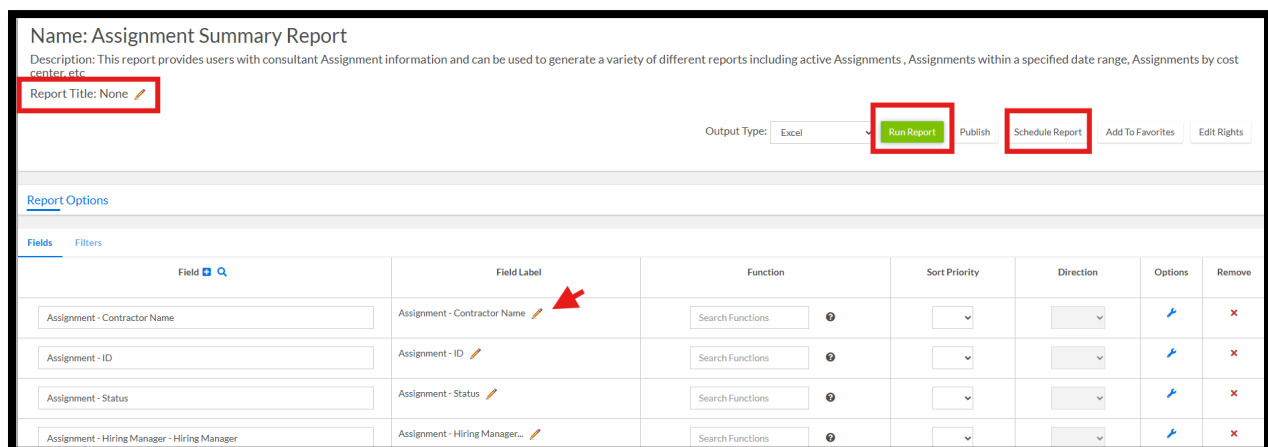 Name: Assignment Summary Report
Description: This report provides users with consultant Assignment information and can be used to generate a variety of different reports including active Assignments , Assignments within a specified date range, Assignments by cost
center, etc
Report Title: None
Output Type: Excel Run Report Publish Schedule Report Add To Favorites Edit Rights
Report Options
Fields Filters
Field Field Label Function Sort Priority Direction Options Remove
Assignment - Contractor Name Assignment - Contractor Name Search Functions
Assignment - ID Assignment - ID Search Functions
Assignment - Status Assignment - Status Search Functions
Assignment - Hiring Manager - Hiring Manager Assignment - Hiring Manager... Search Functions